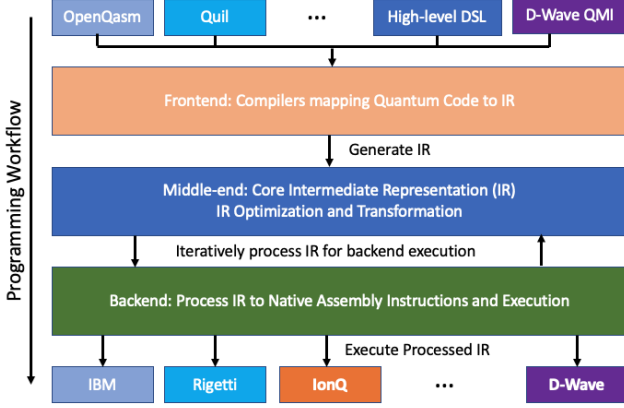 OpenQasm
Quil
...
High-level DSL
D-Wave QMI
Programming Workflow
Frontend: Compilers mapping Quantum Code to IR
Generate IR
Middle-end: Core Intermediate Representation (IR)
IR Optimization and Transformation
Iteratively process IR for backend execution
Backend: Process IR to Native Assembly Instructions and Execution
Execute Processed IR
IBM
Rigetti
IonQ
...
D-Wave